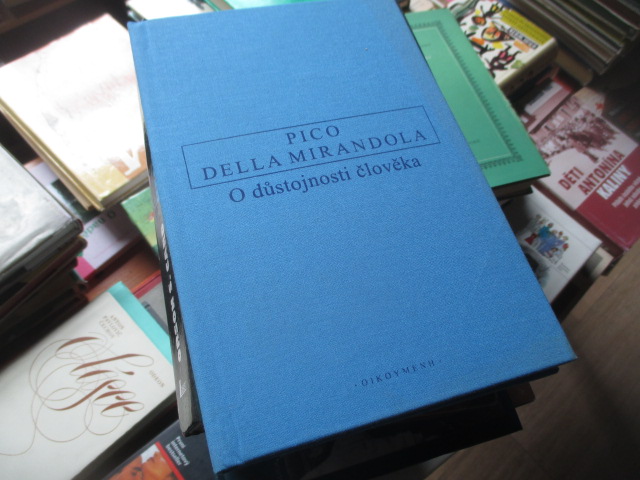 PICO
DELLA MIRANDOLA
O důstojnosti člověka
· OIKOYMENH ·
DĚTI
ANTONÍNA
KALINY